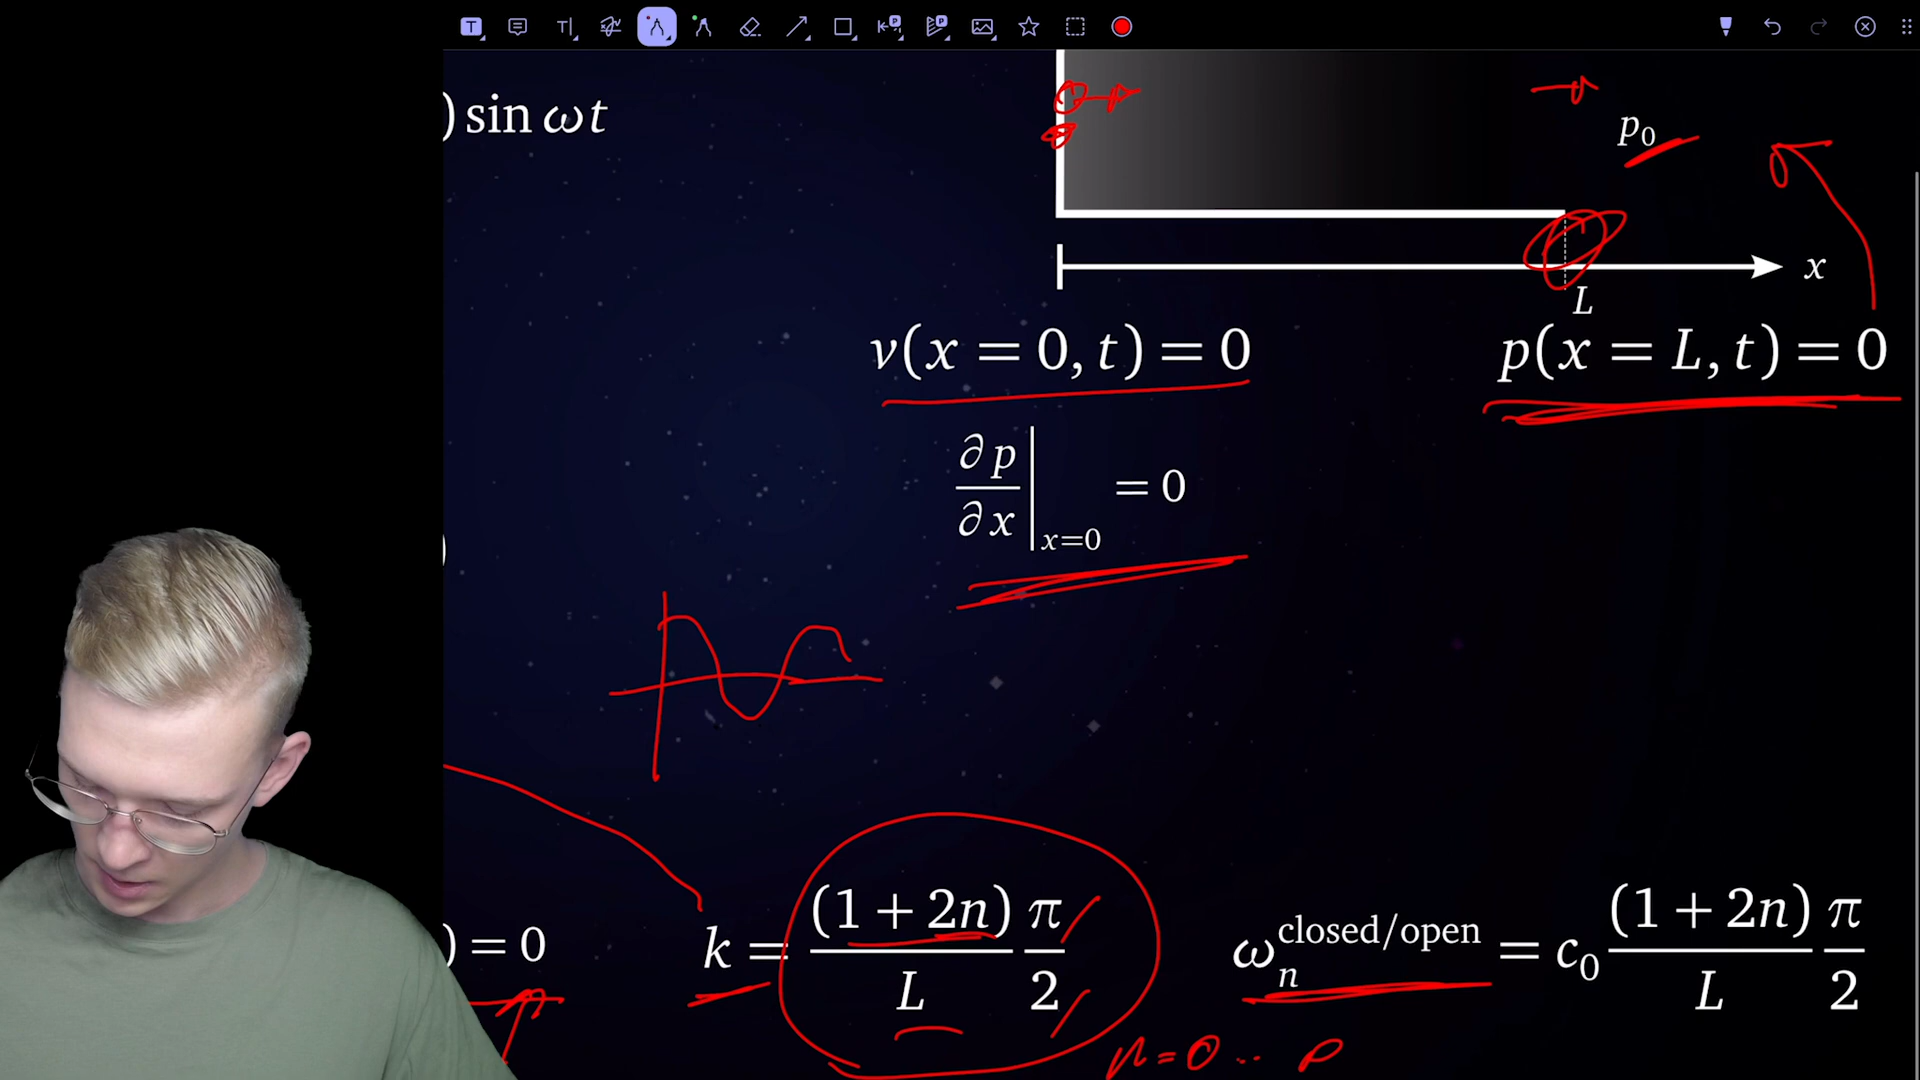 ) sin ωt
p₀
x
L
v(x = 0, t) = 0
p(x = L, t) = 0
∂p/∂x |ₓ₌₀ = 0
)
) = 0
k = (1 + 2n)/L π/2
ωₙ^closed/open = c₀ (1 + 2n)/L π/2
n = 0 ..